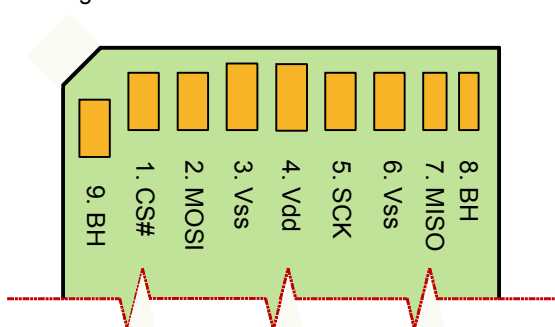 9. BH
1. CS#
2. MOSI
3. Vss
4. Vdd
5. SCK
6. Vss
7. MISO
8. BH